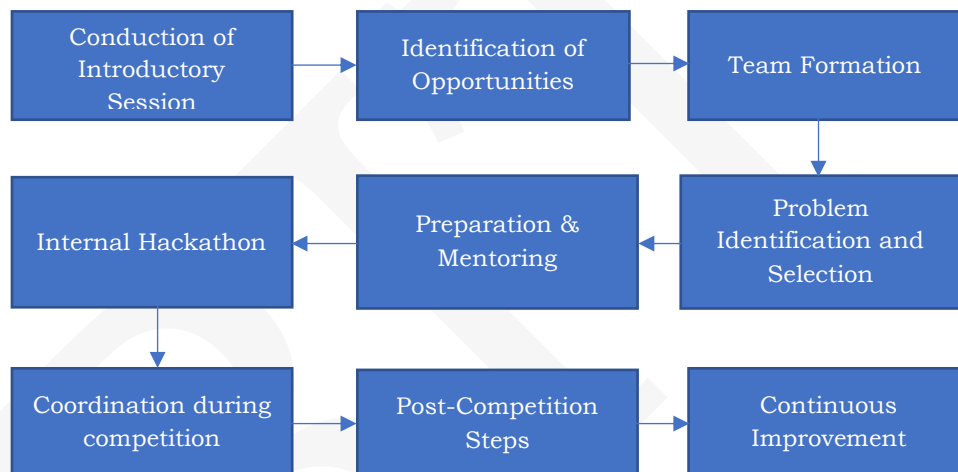 Conduction of
Introductory
Session
Identification of
Opportunities
Team Formation
Problem
Identification and
Selection
Preparation &
Mentoring
Internal Hackathon
Coordination during
competition
Post-Competition
Steps
Continuous
Improvement